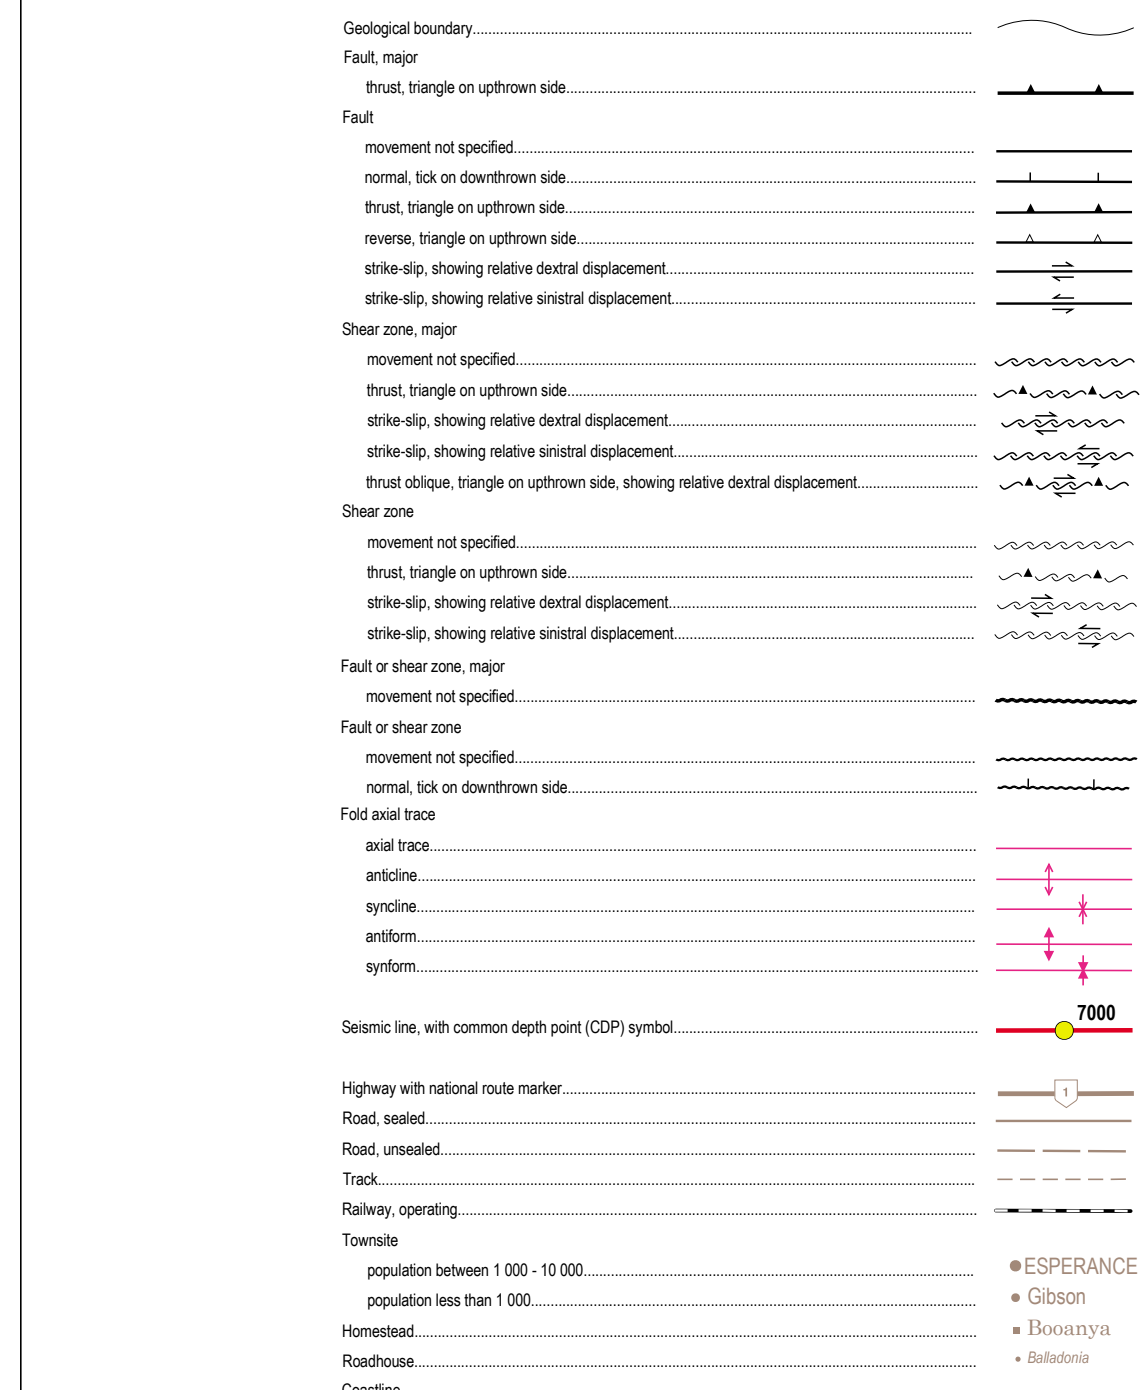 Geological boundary
Fault, major
thrust, triangle on upthrown side
Fault
movement not specified
normal, tick on downthrown side
thrust, triangle on upthrown side
reverse, triangle on upthrown side
strike-slip, showing relative dextral displacement
strike-slip, showing relative sinistral displacement
Shear zone, major
movement not specified
thrust, triangle on upthrown side
strike-slip, showing relative dextral displacement
strike-slip, showing relative sinistral displacement
thrust oblique, triangle on upthrown side, showing relative dextral displacement
Shear zone
movement not specified
thrust, triangle on upthrown side
strike-slip, showing relative dextral displacement
strike-slip, showing relative sinistral displacement
Fault or shear zone, major
movement not specified
Fault or shear zone
movement not specified
normal, tick on downthrown side
Fold axial trace
axial trace
anticline
syncline
antiform
synform
7000
Seismic line, with common depth point (CDP) symbol
Highway with national route marker 1
Road, sealed
Road, unsealed
Track
Railway, operating
Townsite
population between 1 000 - 10 000 ESPERANCE
population less than 1 000 Gibson
Homestead Booanya
Roadhouse Balladonia
Coastline